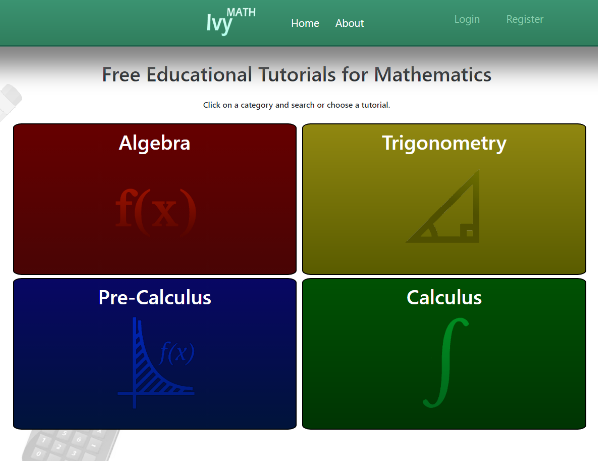 Ivy MATH
Home About
Login Register
Free Educational Tutorials for Mathematics
Click on a category and search or choose a tutorial.
Algebra
f(x)
Trigonometry
Pre-Calculus
f(x)
Calculus
∫